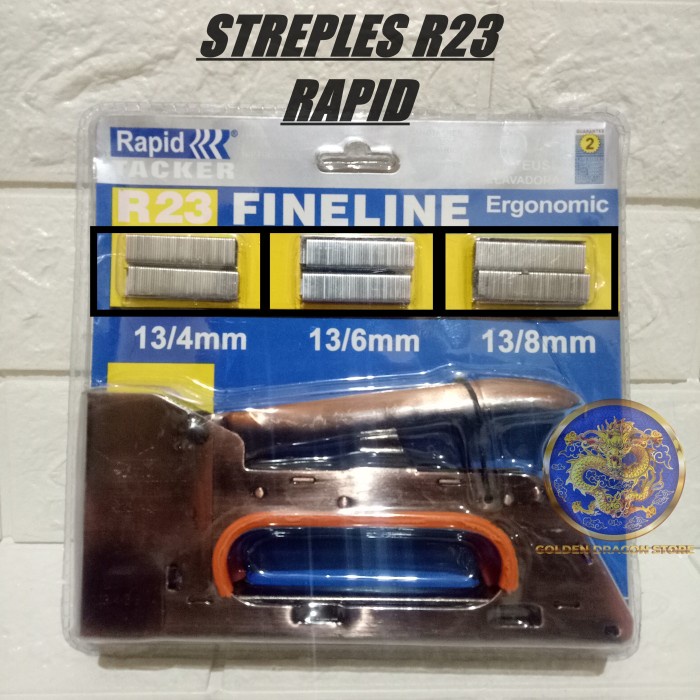 STREPLES R23
RAPID
Rapid
TACKER
R23 FINELINE Ergonomic
2
13/4mm 13/6mm 13/8mm
GOLDEN DRAGON STORE